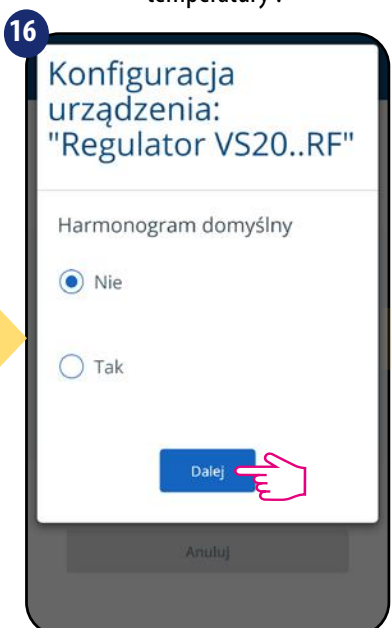 temperatury".
16
Konfiguracja
urządzenia:
"Regulator VS20..RF"
Harmonogram domyślny
Nie
Tak
Dalej
Anuluj